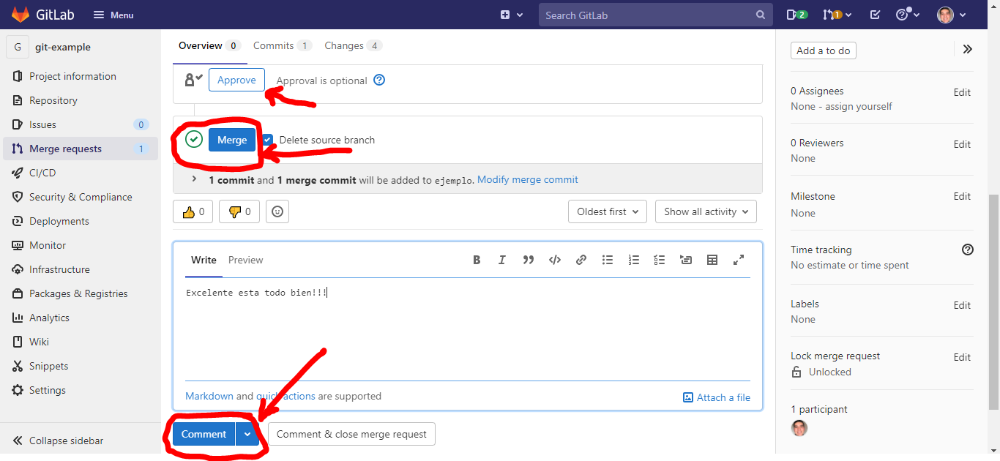 GitLab Menu Search GitLab 2 1
G git-example
Project information
Repository
Issues 0
Merge requests 1
CI/CD
Security & Compliance
Deployments
Monitor
Infrastructure
Packages & Registries
Analytics
Wiki
Snippets
Settings
Collapse sidebar
Overview 0 Commits 1 Changes 4
Approve Approval is optional
Merge Delete source branch
1 commit and 1 merge commit will be added to ejemplo. Modify merge commit
0 0 Oldest first Show all activity
Write Preview
Excelente esta todo bien!!!
Markdown and quick actions are supported Attach a file
Comment Comment & close merge request
Add a to do
0 Assignees Edit
None - assign yourself
0 Reviewers Edit
None
Milestone Edit
None
Time tracking
No estimate or time spent
Labels Edit
None
Lock merge request Edit
Unlocked
1 participant